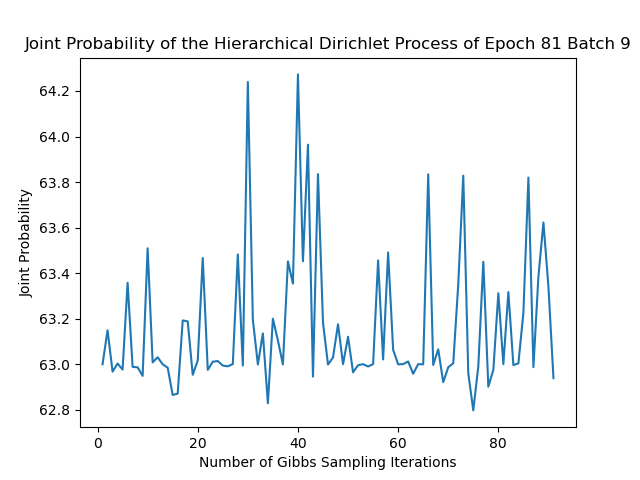 Joint Probability of the Hierarchical Dirichlet Process of Epoch 81 Batch 9
Joint Probability
64.2
64.0
63.8
63.6
63.4
63.2
63.0
62.8
0 20 40 60 80
Number of Gibbs Sampling Iterations